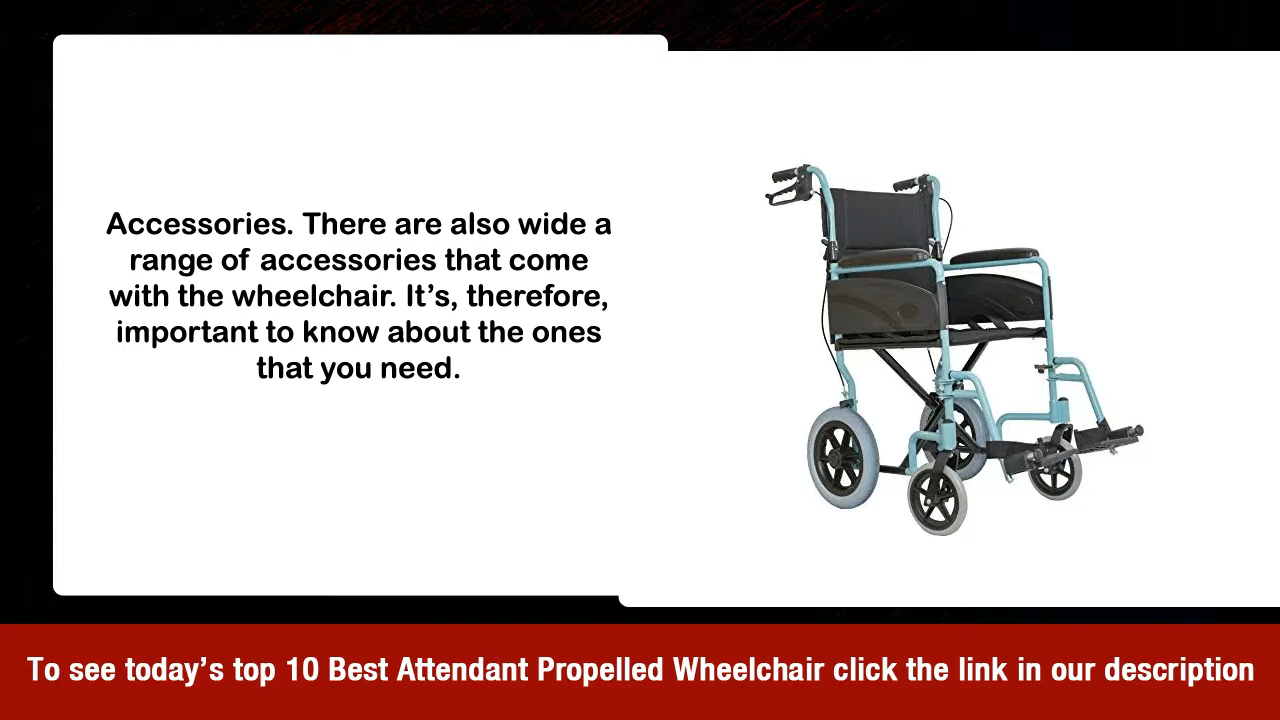 Accessories. There are also wide a
range of accessories that come
with the wheelchair. It’s, therefore,
important to know about the ones
that you need.
To see today’s top 10 Best Attendant Propelled Wheelchair click the link in our description